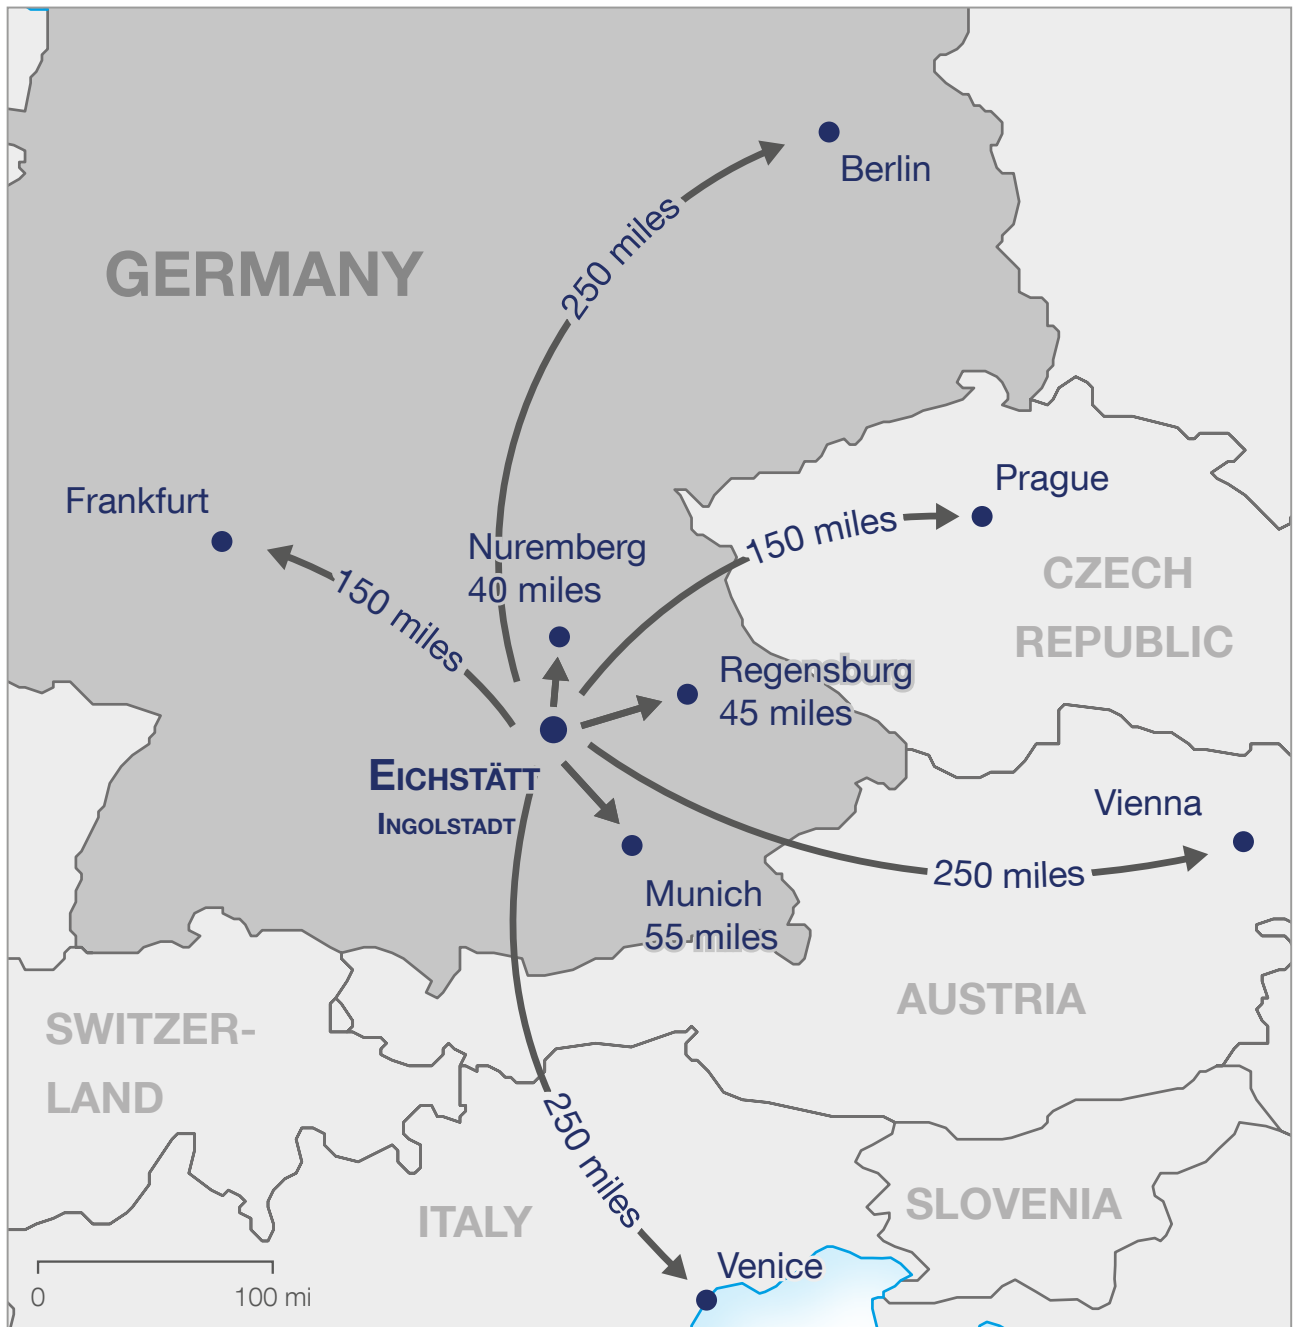 Berlin
250 miles
GERMANY
Prague
Frankfurt
150 miles
Nuremberg
40 miles
CZECH
REPUBLIC
150 miles
Regensburg
45 miles
EICHSTÄTT
INGOLSTADT
Vienna
250 miles
Munich
55 miles
AUSTRIA
SWITZER-
LAND
250 miles
SLOVENIA
ITALY
Venice
0 100 mi